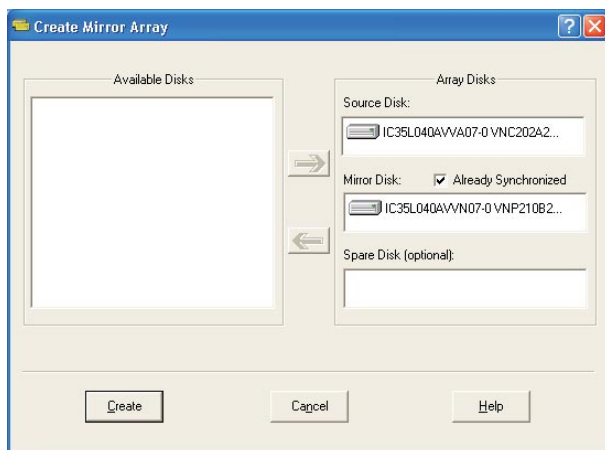 Create Mirror Array
Available Disks
Array Disks
Source Disk:
IC35L040AVVA07-0 VNC202A2...
Mirror Disk:
Already Synchronized
IC35L040AVVN07-0 VNP210B2...
Spare Disk (optional):
Create
Cancel
Help